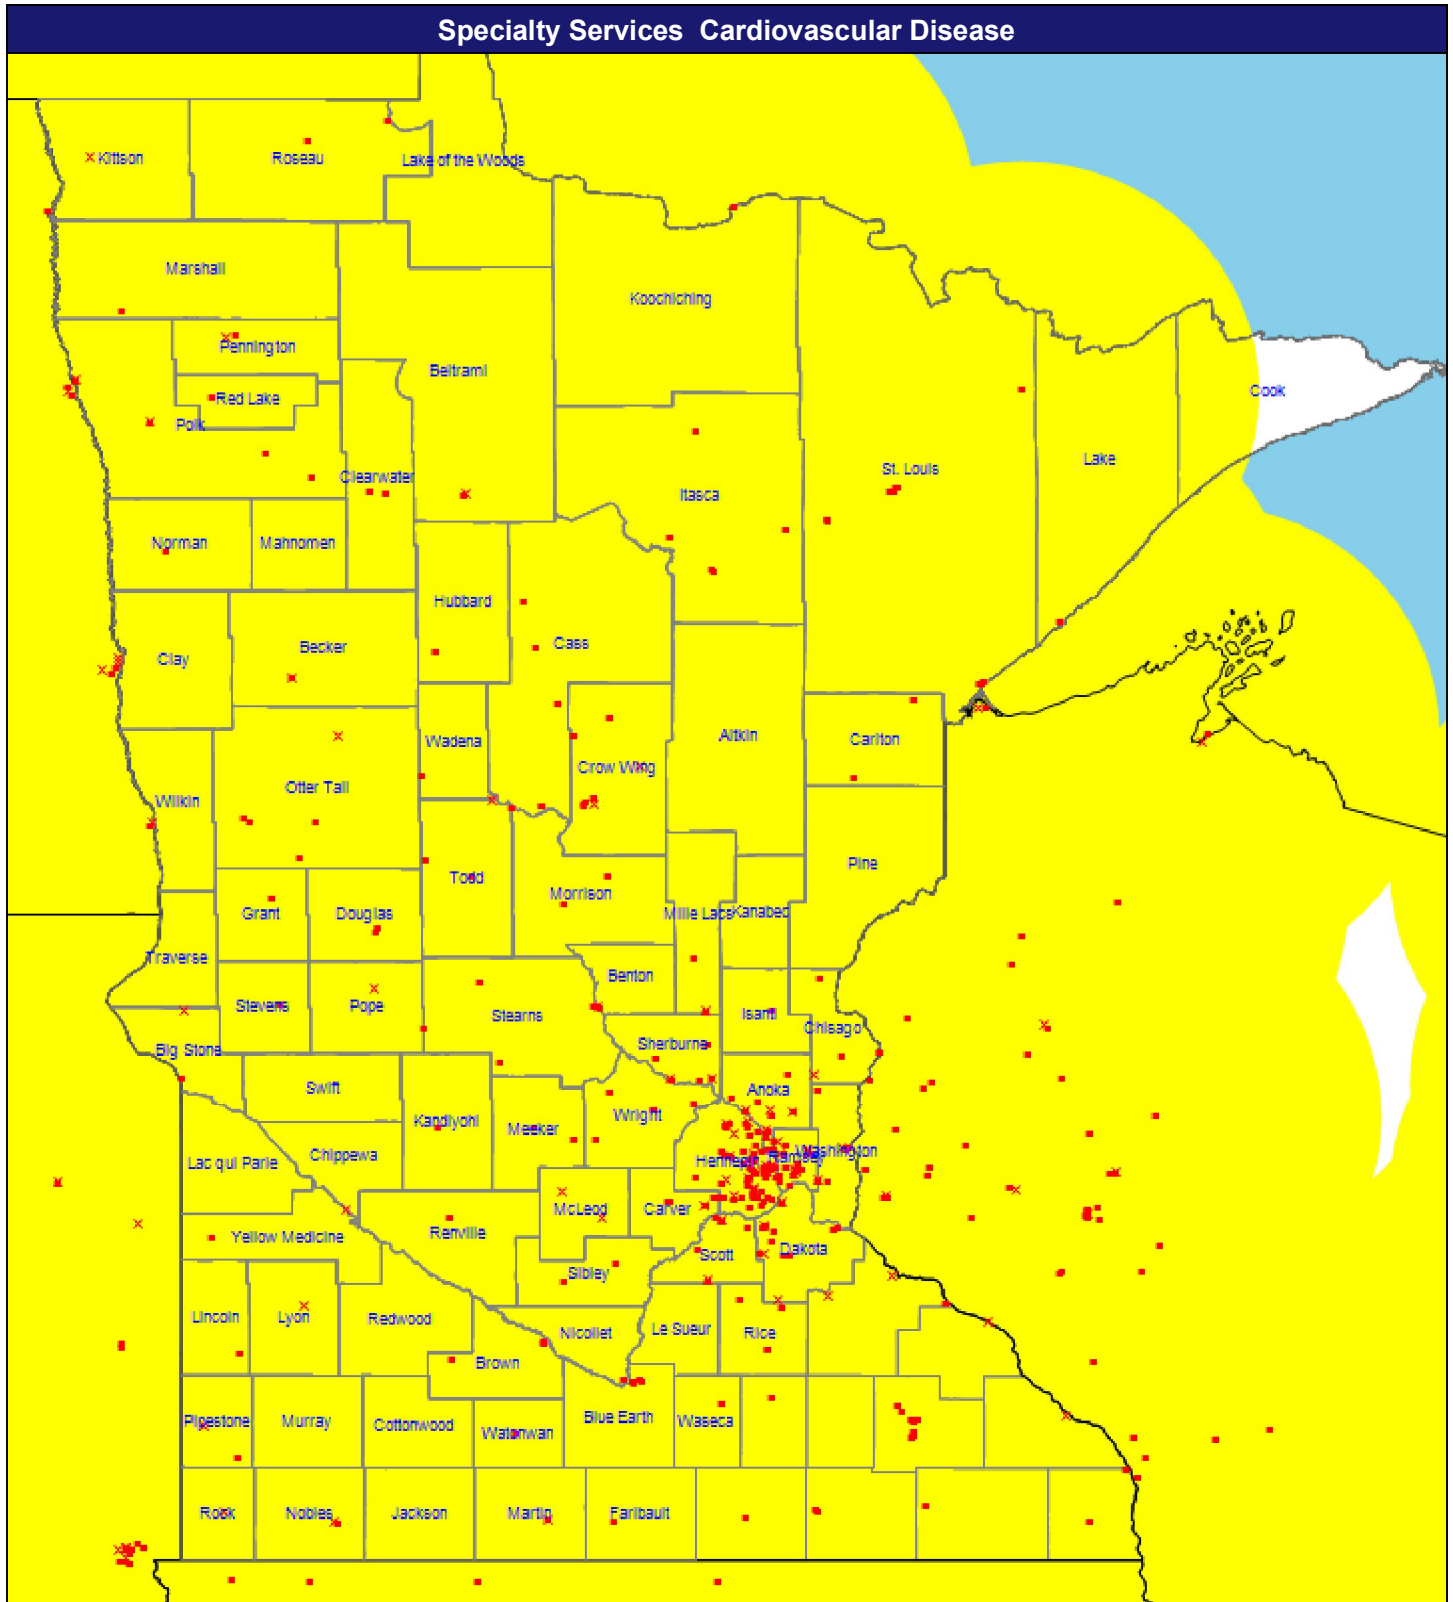 Specialty Services Cardiovascular Disease
Kittson
Roseau
Lake of the Woods
Marshall
Koochiching
Pennington
Beltrami
Red Lake
Cook
Polk
Clearwater
Lake
St. Louis
Itasca
Norman
Mahnomen
Hubbard
Cass
Becker
Clay
Aitkin
Carlton
Wadena
Crow Wing
Otter Tail
Wilkin
Pine
Todd
Morrison
Grant
Douglas
Mille Lacs
Kanabec
Traverse
Benton
Stevens
Pope
Stearns
Isanti
Chisago
Sherburne
Big Stone
Swift
Anoka
Wright
Kandiyohi
Meeker
Chippewa
Washington
Lac qui Parle
Hennepin
Ramsey
McLeod
Carver
Renville
Yellow Medicine
Dakota
Scott
Sibley
Lincoln
Lyon
Redwood
Nicollet
Le Sueur
Rice
Brown
Pipestone
Murray
Cottonwood
Watonwan
Blue Earth
Waseca
Rock
Nobles
Jackson
Martin
Faribault